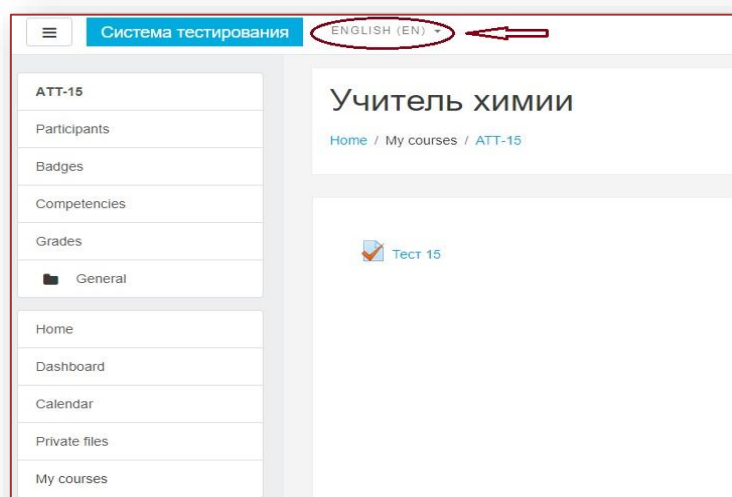 Система тестирования ENGLISH (EN)
ATT-15
Participants
Badges
Competencies
Grades
General
Home
Dashboard
Calendar
Private files
My courses
Учитель химии
Home / My courses / ATT-15
Тест 15